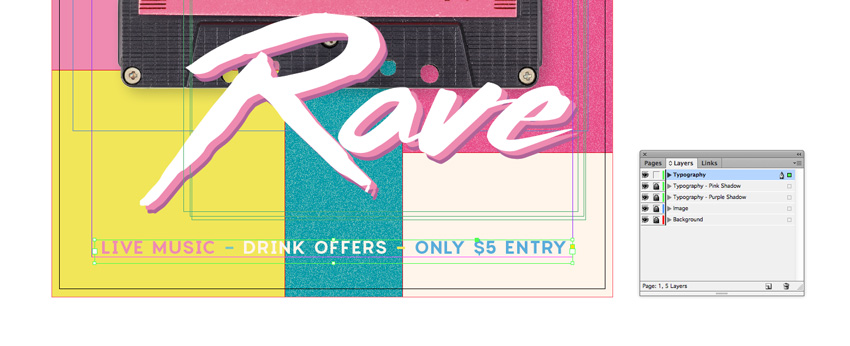 Rave
LIVE MUSIC – DRINK OFFERS – ONLY $5 ENTRY
Pages
Layers
Links
Typography
Typography - Pink Shadow
Typography - Purple Shadow
Image
Background
Page: 1, 5 Layers